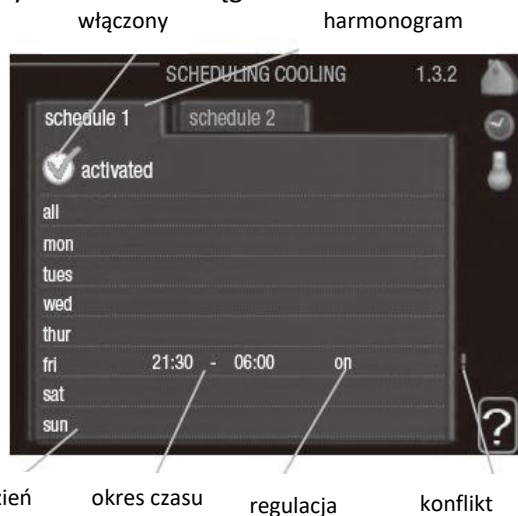 włączony harmonogram
SCHEDULING COOLING 1.3.2
schedule 1 schedule 2
activated
all
mon
tues
wed
thur
fri 21:30 - 06:00 on
sat
sun
?
okres czasu regulacja konflikt